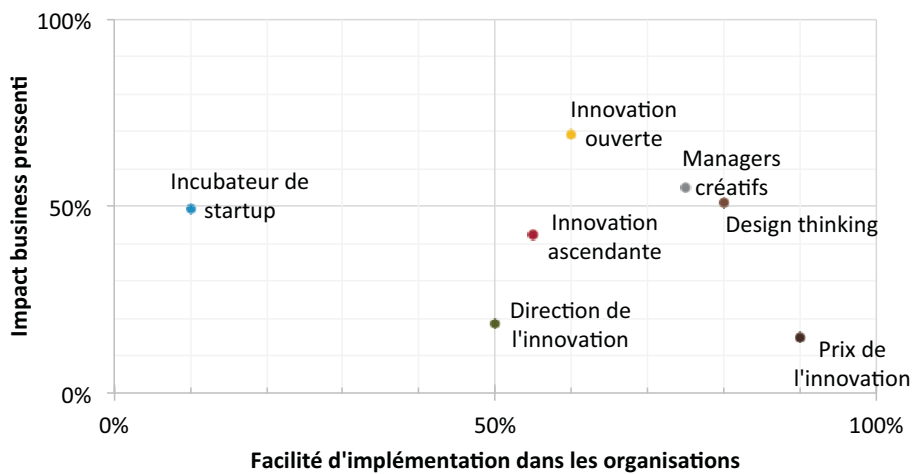 100%
Innovation
ouverte
Managers
créatifs
Incubateur de
startup
50%
Design thinking
Innovation
ascendante
Direction de
l'innovation
Prix de
l'innovation
0%
0%
50%
100%
Impact business pressenti
Facilité d'implémentation dans les organisations